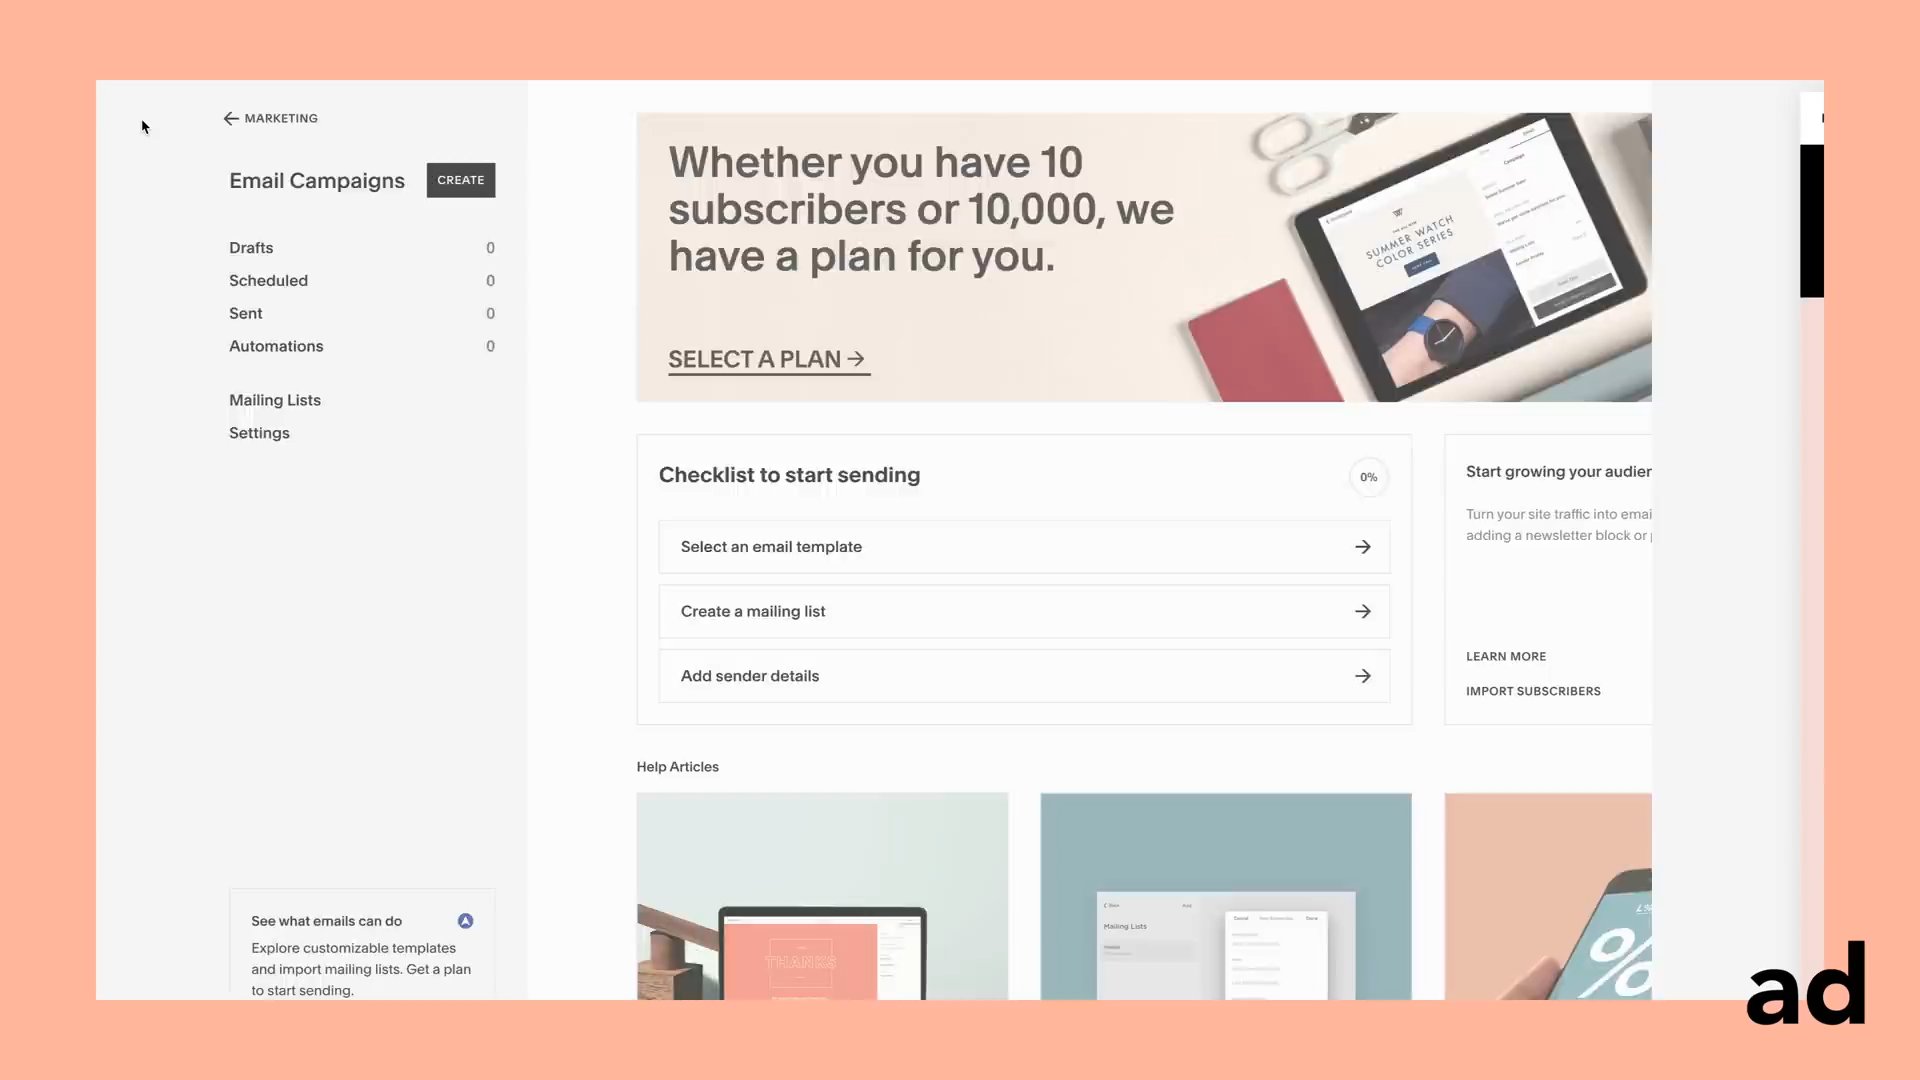 MARKETING
Email Campaigns
CREATE
Drafts 0
Scheduled 0
Sent 0
Automations 0
Mailing Lists
Settings
See what emails can do
Explore customizable templates
and import mailing lists. Get a plan
to start sending.
Whether you have 10
subscribers or 10,000, we
have a plan for you.
SELECT A PLAN →
SUMMER WATCH
COLOR SERIES
Checklist to start sending
0%
Select an email template
Create a mailing list
Add sender details
Start growing your audien
Turn your site traffic into emai
adding a newsletter block or
LEARN MORE
IMPORT SUBSCRIBERS
Help Articles
THANKS
Mailing Lists
%
ad